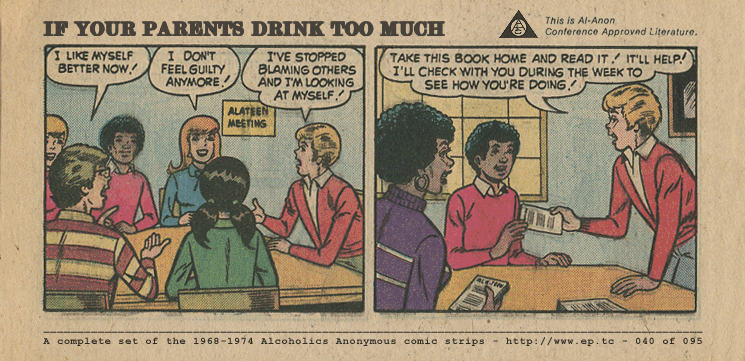 IF YOUR PARENTS DRINK TOO MUCH
This is Al-Anon
Conference Approved Literature.
I LIKE MYSELF
BETTER NOW!
I DON'T
FEEL GUILTY
ANYMORE!
I'VE STOPPED
BLAMING OTHERS
AND I'M LOOKING
AT MYSELF!
ALATEEN
MEETING
TAKE THIS BOOK HOME AND READ IT! IT'LL HELP!
I'LL CHECK WITH YOU DURING THE WEEK TO
SEE HOW YOU'RE DOING!
A complete set of the 1968-1974 Alcoholics Anonymous comic strips - http://www.ep.tc - 040 of 095